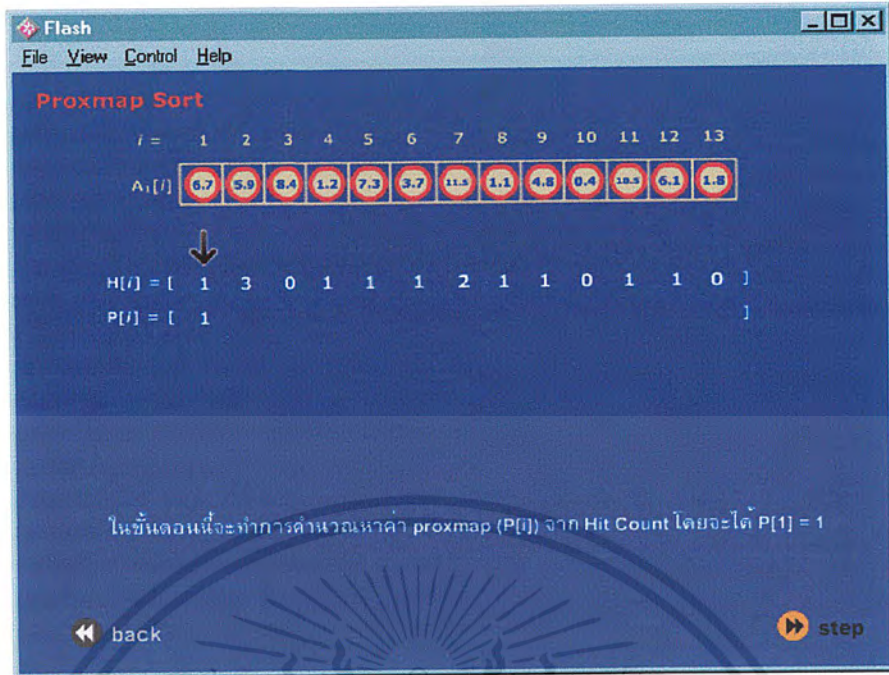 Flash
File View Control Help
Proxmap Sort
i = 1 2 3 4 5 6 7 8 9 10 11 12 13
A₁[i] 6.7 5.9 8.4 1.2 7.3 3.7 11.5 1.1 4.8 0.4 10.5 6.1 1.8
H[i] = [ 1 3 0 1 1 1 2 1 1 0 1 1 0 ]
P[i] = [ 1 ]
ในขั้นตอนนี้จะทำการคำนวณหาค่า proxmap (P[i]) จาก Hit Count โดยจะได้ P[1] = 1
back
step